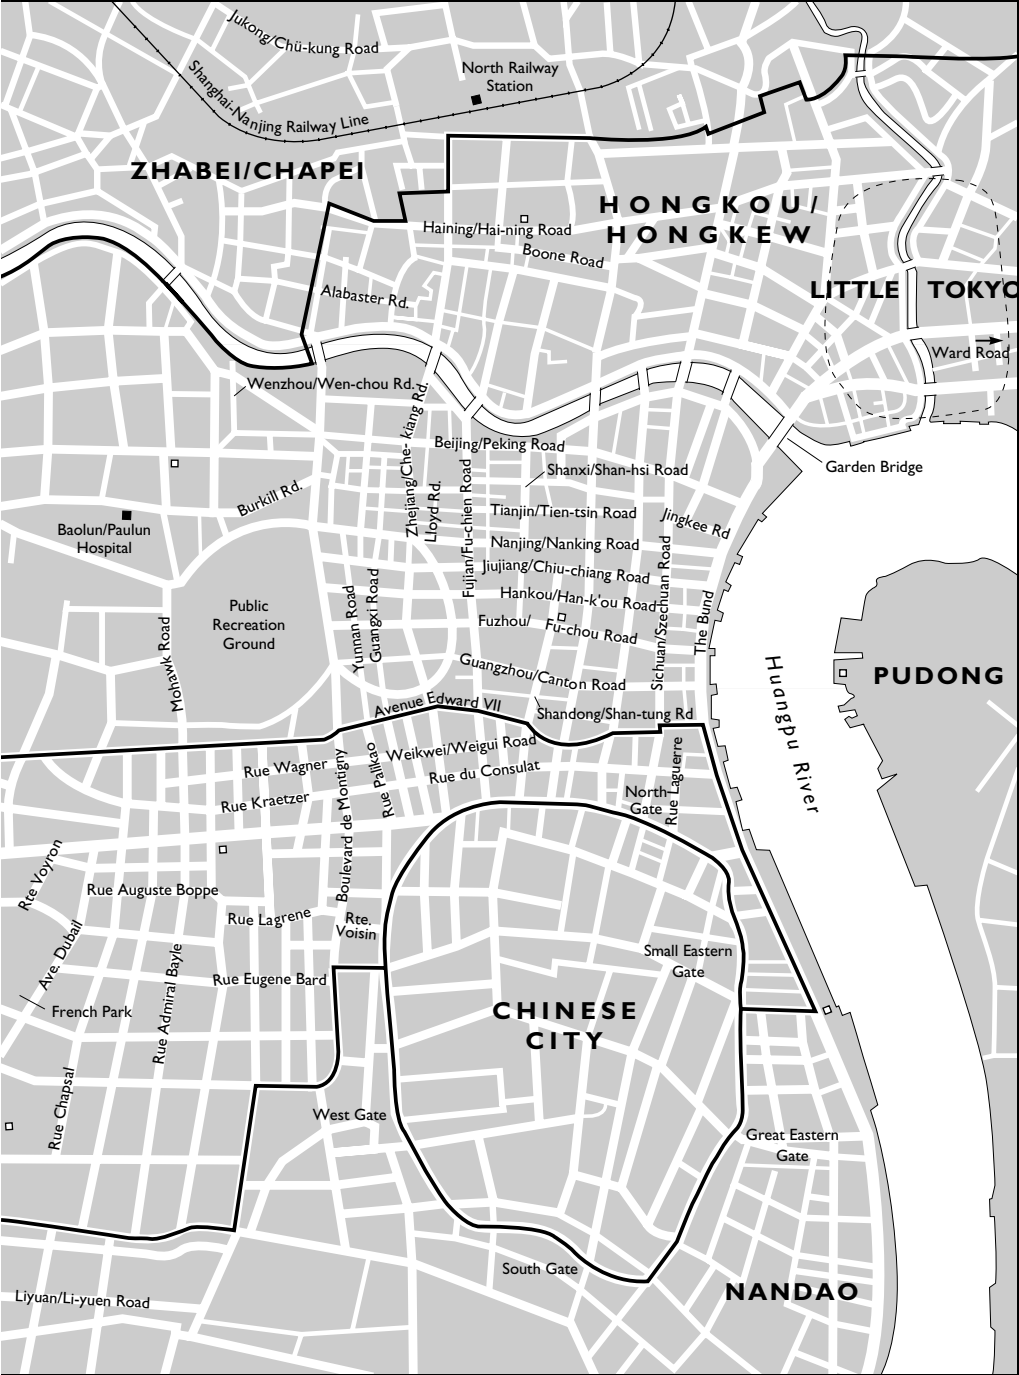 Jukong/Chü-kung Road
North Railway
Station
Shanghai-Nanjing Railway Line
ZHABEI/CHAPEI
HONGKOU/
HONGKEW
Haining/Hai-ning Road
Boone Road
Alabaster Rd.
LITTLE TOKYO
Ward Road
Wenzhou/Wen-chou Rd.
Zhejiang/Che-kiang Rd.
Beijing/Peking Road
Garden Bridge
Shanxi/Shan-hsi Road
Burkill Rd.
Lloyd Rd.
Fujian/Fu-chien Road
Tianjin/Tien-tsin Road
Jingkee Rd
Baolun/Paulun
Hospital
Nanjing/Nanking Road
Jiujiang/Chiu-chiang Road
Hankou/Han-k'ou Road
Sichuan/Szechuan Road
The Bund
Public
Recreation
Ground
Mohawk Road
Yunnan Road
Guangxi Road
Fuzhou/ Fu-chou Road
Guangzhou/Canton Road
Huangpu River
PUDONG
Avenue Edward VII
Shandong/Shan-tung Rd
Weikwei/Weigui Road
Rue Wagner
Rue du Consulat
Rue Kraetzer
Boulevard de Montigny
Rue Palikao
North
Gate
Rue Laguerre
Rte Voyron
Rue Auguste Boppe
Rue Lagrene
Rte.
Voisin
Ave. Dubail
Small Eastern
Gate
Rue Eugene Bard
Rue Admiral Bayle
French Park
CHINESE
CITY
Rue Chapsal
West Gate
Great Eastern
Gate
South Gate
NANDAO
Liyuan/Li-yuen Road